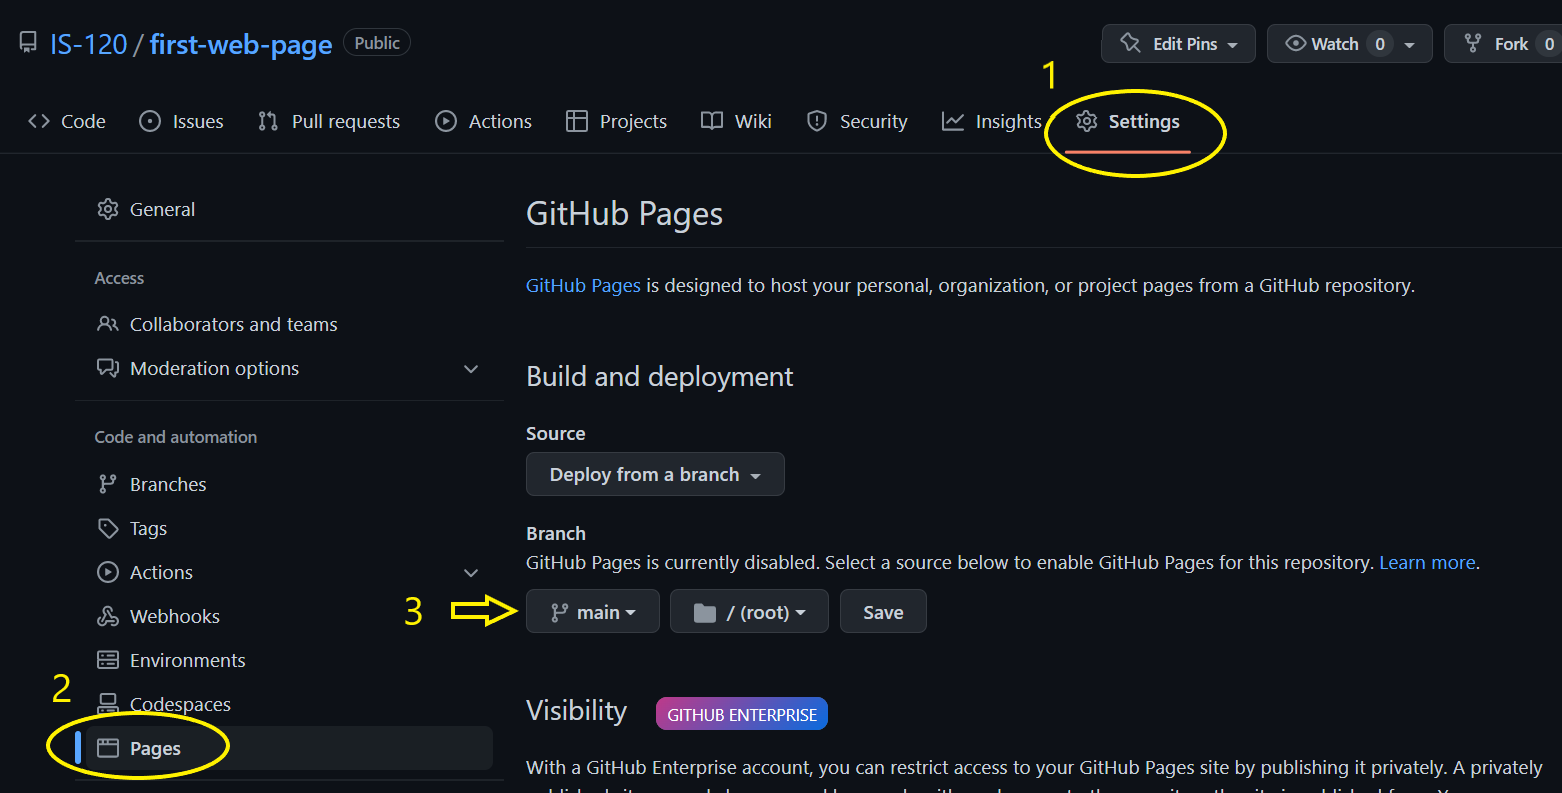 IS-120 / first-web-page Public Edit Pins Watch 0 Fork 0
1
Code Issues Pull requests Actions Projects Wiki Security Insights Settings
General
Access
Collaborators and teams
Moderation options
Code and automation
Branches
Tags
Actions
Webhooks
Environments
2
Codespaces
Pages
GitHub Pages
GitHub Pages is designed to host your personal, organization, or project pages from a GitHub repository.
Build and deployment
Source
Deploy from a branch
Branch
GitHub Pages is currently disabled. Select a source below to enable GitHub Pages for this repository. Learn more.
3 main / (root) Save
Visibility GITHUB ENTERPRISE
With a GitHub Enterprise account, you can restrict access to your GitHub Pages site by publishing it privately. A privately